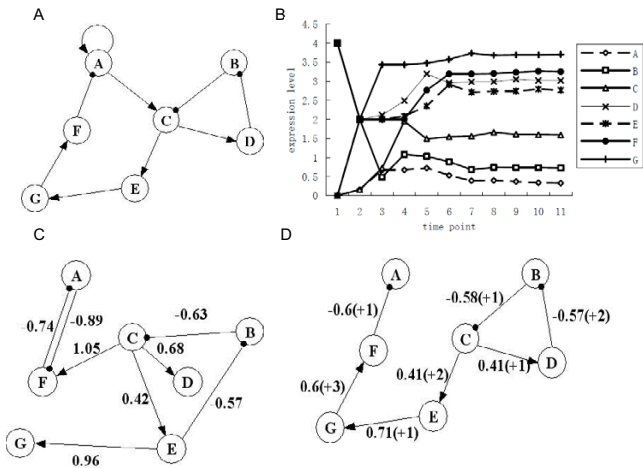 A
A
B
C
D
E
F
G
B
expression level
4.5
4
3.5
3
2.5
2
1.5
1
0.5
0
1 2 3 4 5 6 7 8 9 10 11
time point
A
B
C
D
E
F
G
C
A
B
C
D
E
F
G
-0.74
-0.89
1.05
-0.63
0.68
0.42
-0.57
0.96
D
A
B
C
D
E
F
G
-0.6(+1)
-0.58(+1)
-0.57(+2)
0.41(+1)
0.41(+2)
0.6(+3)
0.71(+1)